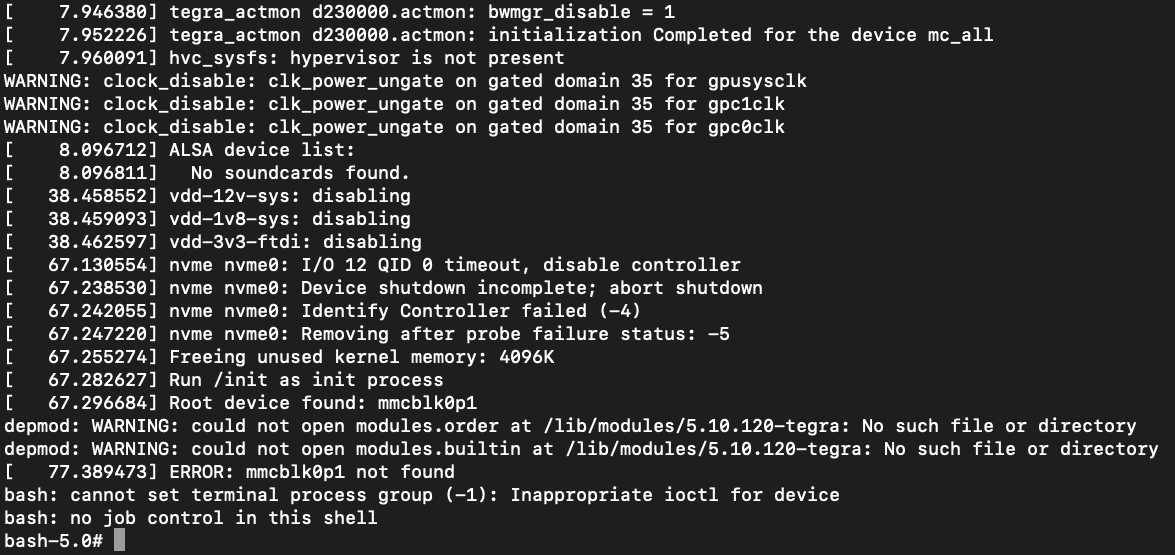 [    7.946380] tegra_actmon d230000.actmon: bwmgr_disable = 1
[    7.952226] tegra_actmon d230000.actmon: initialization Completed for the device mc_all
[    7.960091] hvc_sysfs: hypervisor is not present
WARNING: clock_disable: clk_power_ungate on gated domain 35 for gpusysclk
WARNING: clock_disable: clk_power_ungate on gated domain 35 for gpc1clk
WARNING: clock_disable: clk_power_ungate on gated domain 35 for gpc0clk
[    8.096712] ALSA device list:
[    8.096811]   No soundcards found.
[   38.458552] vdd-12v-sys: disabling
[   38.459093] vdd-1v8-sys: disabling
[   38.462597] vdd-3v3-ftdi: disabling
[   67.130554] nvme nvme0: I/O 12 QID 0 timeout, disable controller
[   67.238530] nvme nvme0: Device shutdown incomplete; abort shutdown
[   67.242055] nvme nvme0: Identify Controller failed (-4)
[   67.247220] nvme nvme0: Removing after probe failure status: -5
[   67.255274] Freeing unused kernel memory: 4096K
[   67.282627] Run /init as init process
[   67.296684] Root device found: mmcblk0p1
depmod: WARNING: could not open modules.order at /lib/modules/5.10.120-tegra: No such file or directory
depmod: WARNING: could not open modules.builtin at /lib/modules/5.10.120-tegra: No such file or directory
[   77.389473] ERROR: mmcblk0p1 not found
bash: cannot set terminal process group (-1): Inappropriate ioctl for device
bash: no job control in this shell
bash-5.0#